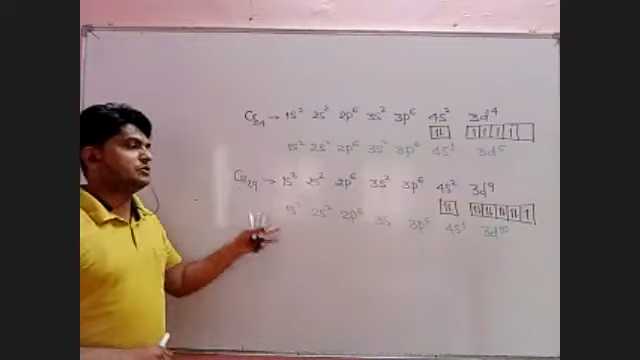 Cr₂₄ → 1s² 2s² 2p⁶ 3s² 3p⁶ 4s² 3d⁴
1s² 2s² 2p⁶ 3s² 3p⁶ 4s¹ 3d⁵
Cu₂₉ → 1s² 2s² 2p⁶ 3s² 3p⁶ 4s² 3d⁹
1s² 2s² 2p⁶ 3s 3p⁶ 4s¹ 3d¹⁰